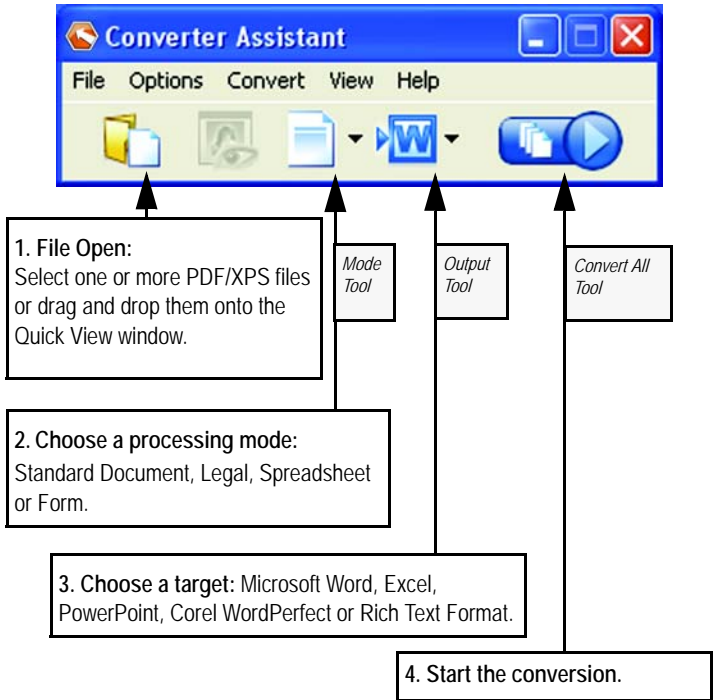 Converter Assistant
File Options Convert View Help
W
1. File Open:
Select one or more PDF/XPS files
or drag and drop them onto the
Quick View window.
Mode
Tool
Output
Tool
Convert All
Tool
2. Choose a processing mode:
Standard Document, Legal, Spreadsheet
or Form.
3. Choose a target: Microsoft Word, Excel,
PowerPoint, Corel WordPerfect or Rich Text Format.
4. Start the conversion.